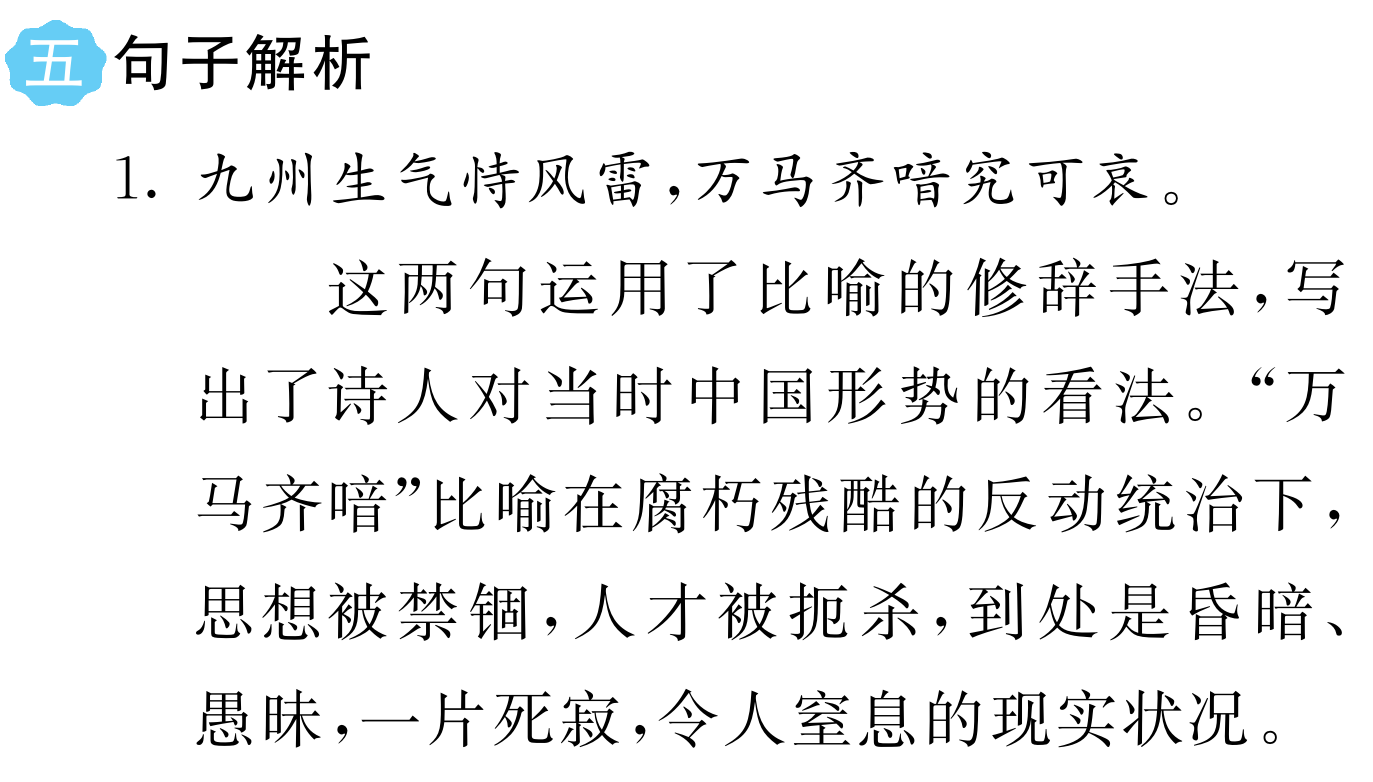 五 句子解析
1. 九州生气恃风雷,万马齐喑究可哀。
这两句运用了比喻的修辞手法,写
出了诗人对当时中国形势的看法。“万
马齐喑”比喻在腐朽残酷的反动统治下,
思想被禁锢,人才被扼杀,到处是昏暗、
愚昧,一片死寂,令人窒息的现实状况。